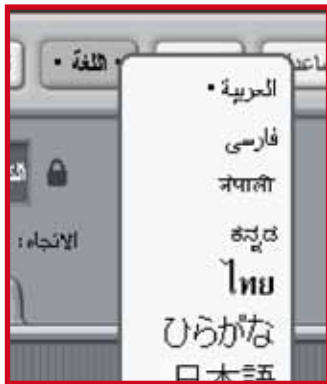 • اللغة •
العربية •
فارسی
नेपाली
ಕನ್ನಡ
ไทย
ひらがな
日本語
الاتجاه: